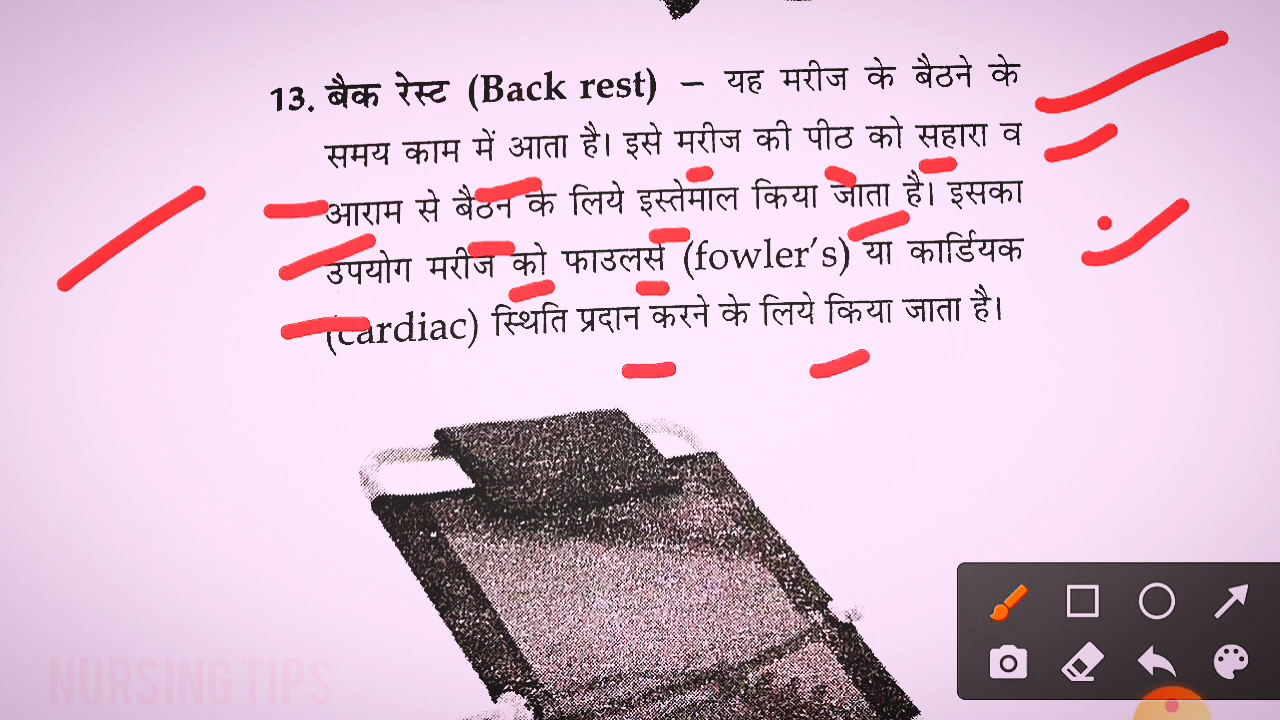 13. बैक रेस्ट (Back rest) – यह मरीज के बैठने के
समय काम में आता है। इसे मरीज की पीठ को सहारा व
आराम से बैठने के लिये इस्तेमाल किया जाता है। इसका
उपयोग मरीज को फाउलर्स (fowler's) या कार्डियक
(cardiac) स्थिति प्रदान करने के लिये किया जाता है।
NURSING TIPS